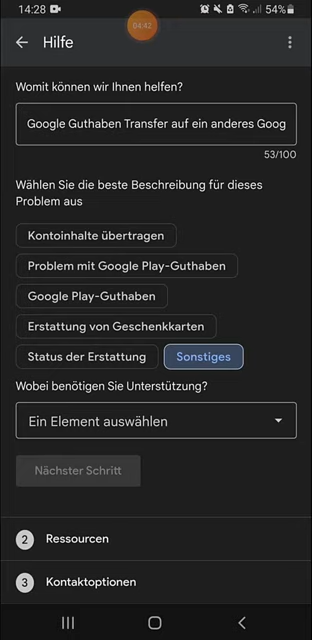 14:28
54%
04:42
Hilfe
Womit können wir Ihnen helfen?
Google Guthaben Transfer auf ein anderes Goog
53/100
Wählen Sie die beste Beschreibung für dieses
Problem aus
Kontoinhalte übertragen
Problem mit Google Play-Guthaben
Google Play-Guthaben
Erstattung von Geschenkkarten
Status der Erstattung
Sonstiges
Wobei benötigen Sie Unterstützung?
Ein Element auswählen
Nächster Schritt
2 Ressourcen
3 Kontaktoptionen